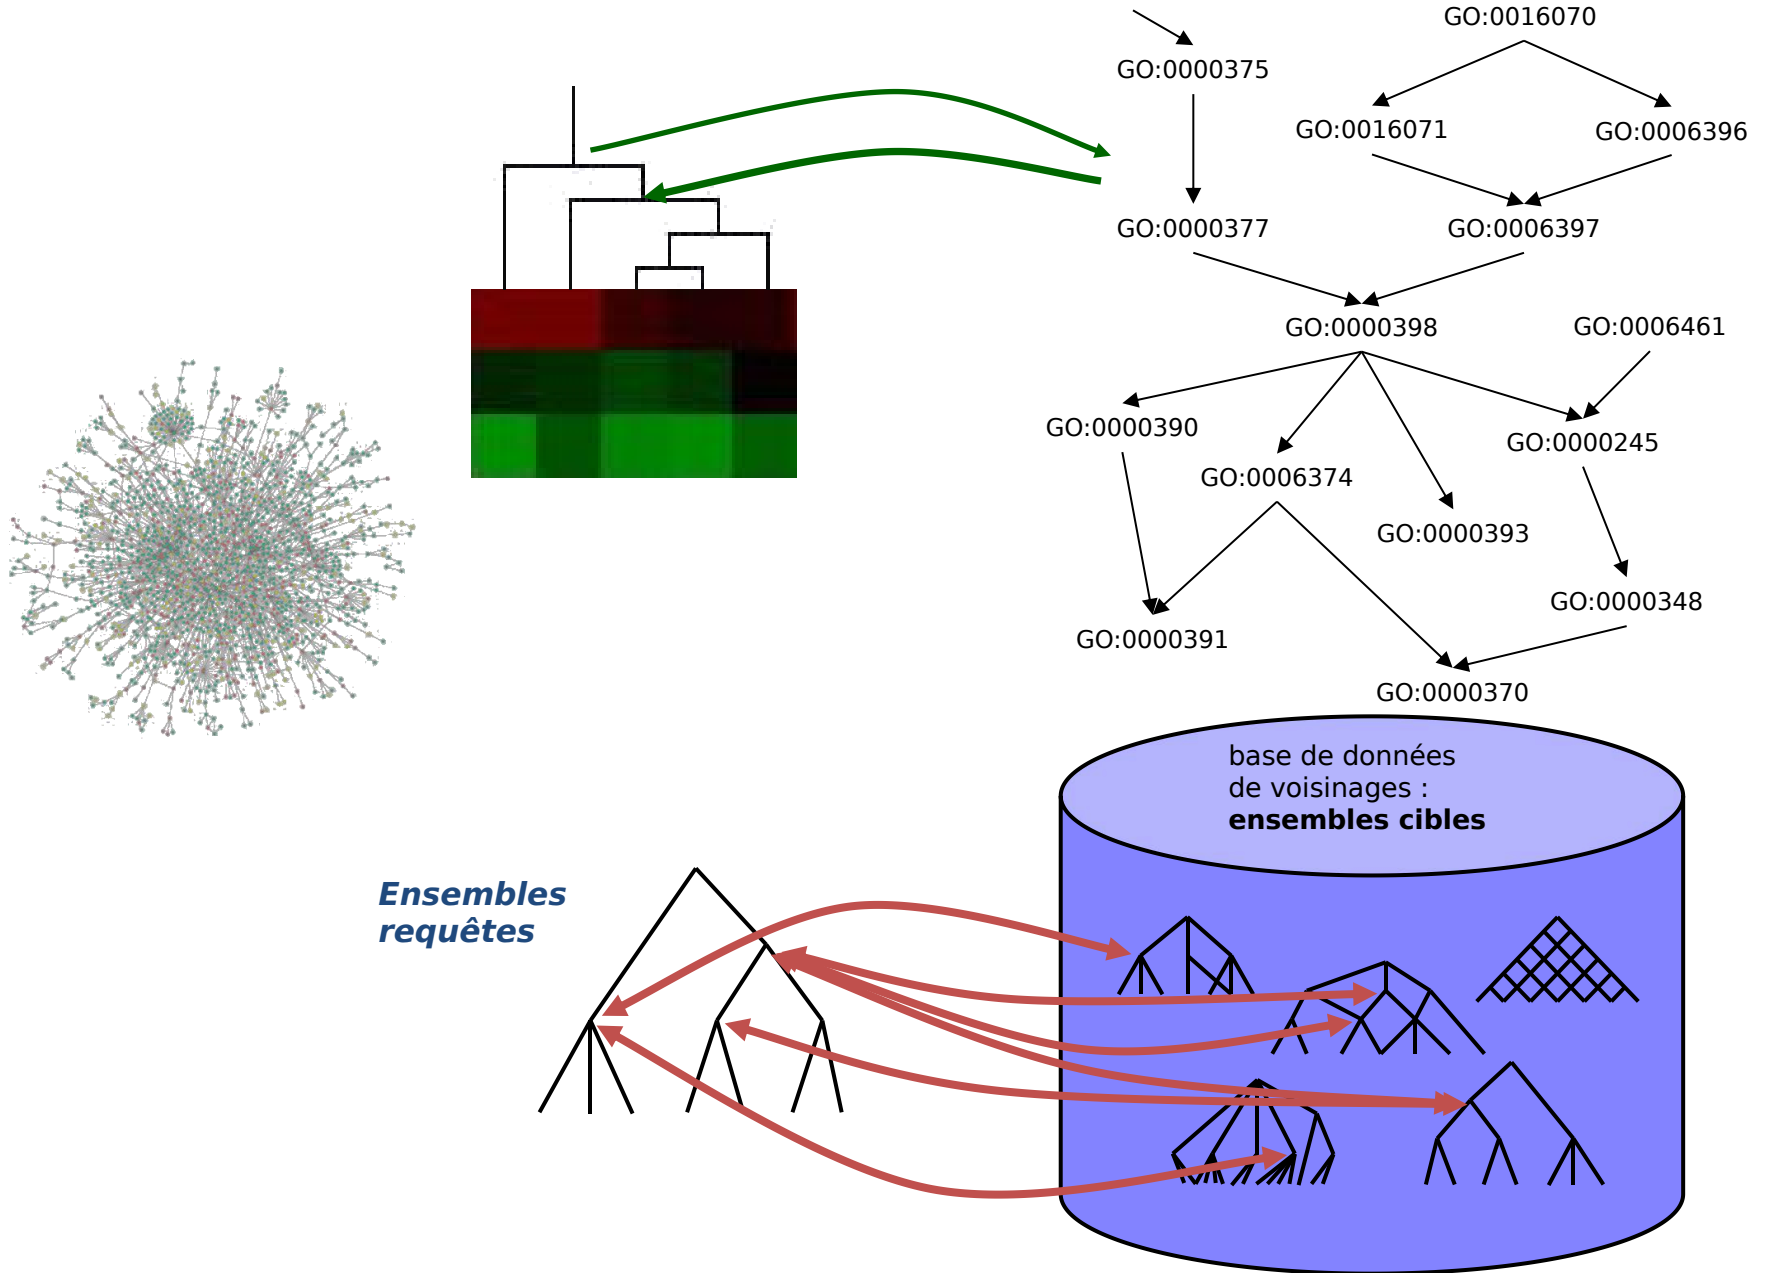 GO:0016070
GO:0000375
GO:0016071
GO:0006396
GO:0000377
GO:0006397
GO:0000398
GO:0006461
GO:0000390
GO:0000245
GO:0006374
GO:0000393
GO:0000348
GO:0000391
GO:0000370
base de données
de voisinages :
ensembles cibles
Ensembles
requêtes